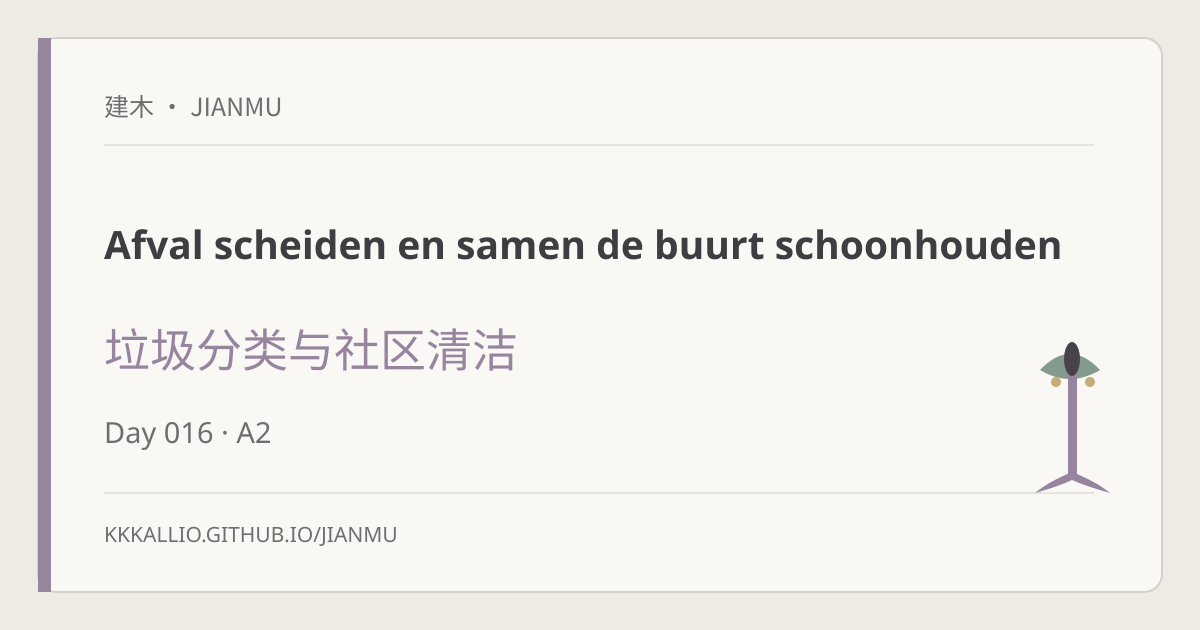 建木 · JIANMU
Afval scheiden en samen de buurt schoonhouden
垃圾分类与社区清洁
Day 016 · A2
KKKALLIO.GITHUB.IO/JIANMU